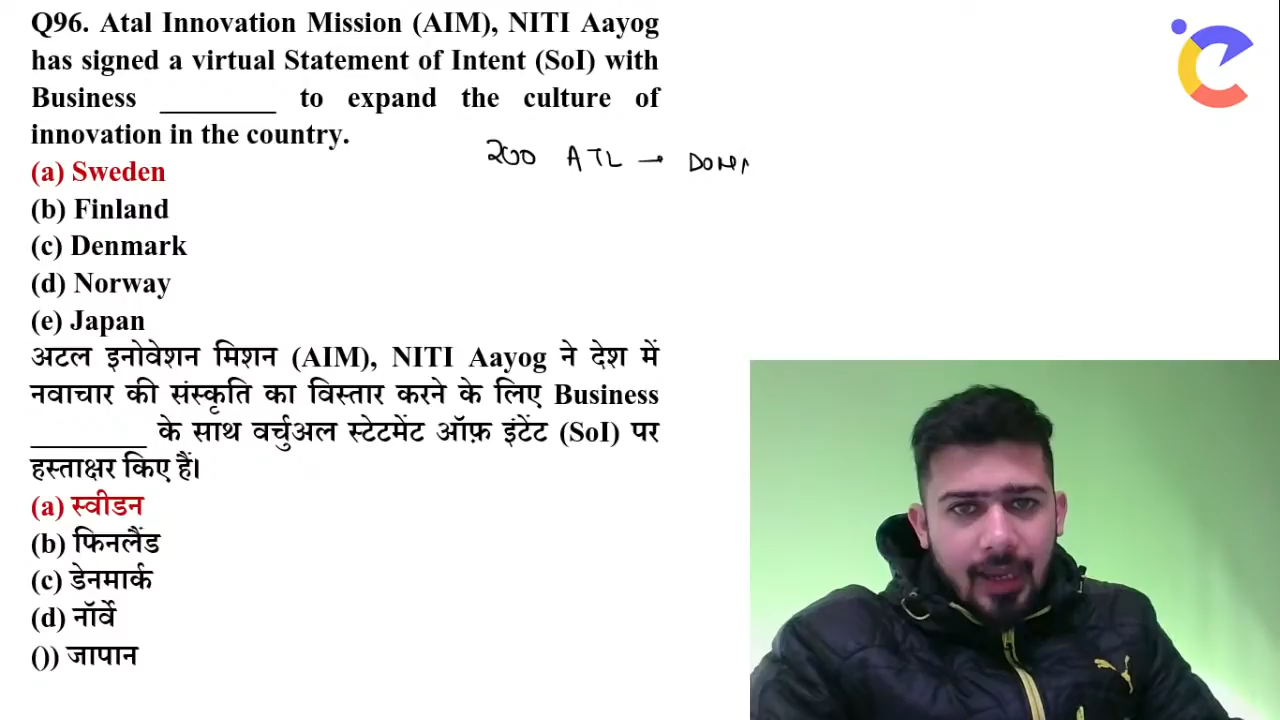 Q96. Atal Innovation Mission (AIM), NITI Aayog
has signed a virtual Statement of Intent (SoI) with
Business ________ to expand the culture of
innovation in the country.
200 ATL →
(a) Sweden
(b) Finland
(c) Denmark
(d) Norway
(e) Japan
अटल इनोवेशन मिशन (AIM), NITI Aayog ने देश में
नवाचार की संस्कृति का विस्तार करने के लिए Business
________ के साथ वर्चुअल स्टेटमेंट ऑफ़ इंटेंट (SoI) पर
हस्ताक्षर किए हैं।
(a) स्वीडन
(b) फिनलैंड
(c) डेनमार्क
(d) नॉर्वे
()) जापान